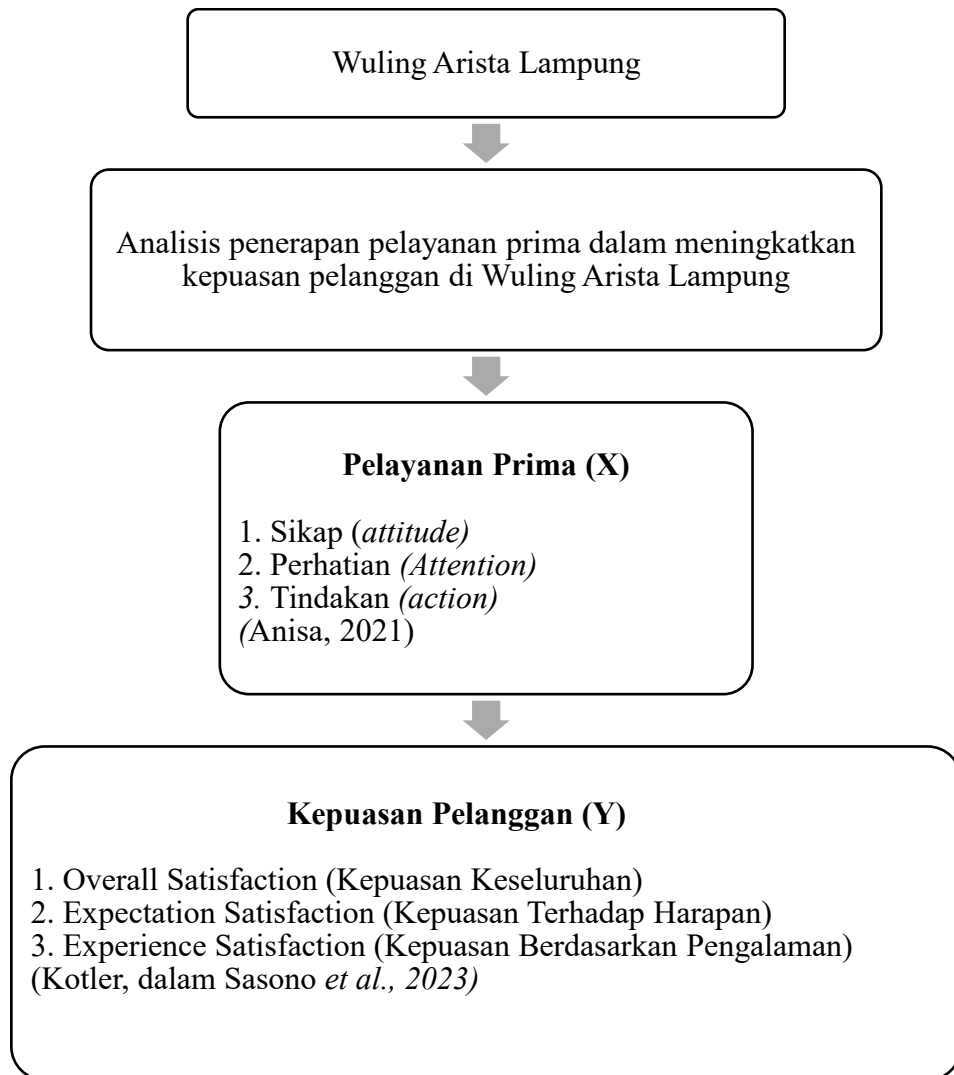 Wuling Arista Lampung
Analisis penerapan pelayanan prima dalam meningkatkan
kepuasan pelanggan di Wuling Arista Lampung
Pelayanan Prima (X)
1. Sikap (attitude)
2. Perhatian (Attention)
3. Tindakan (action)
(Anisa, 2021)
Kepuasan Pelanggan (Y)
1. Overall Satisfaction (Kepuasan Keseluruhan)
2. Expectation Satisfaction (Kepuasan Terhadap Harapan)
3. Experience Satisfaction (Kepuasan Berdasarkan Pengalaman)
(Kotler, dalam Sasono et al., 2023)